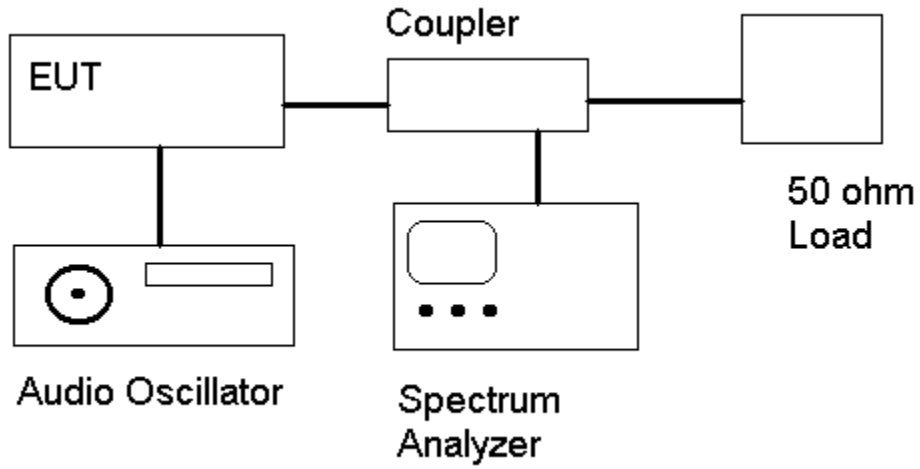 Coupler
EUT
50 ohm
Load
Audio Oscillator
Spectrum
Analyzer